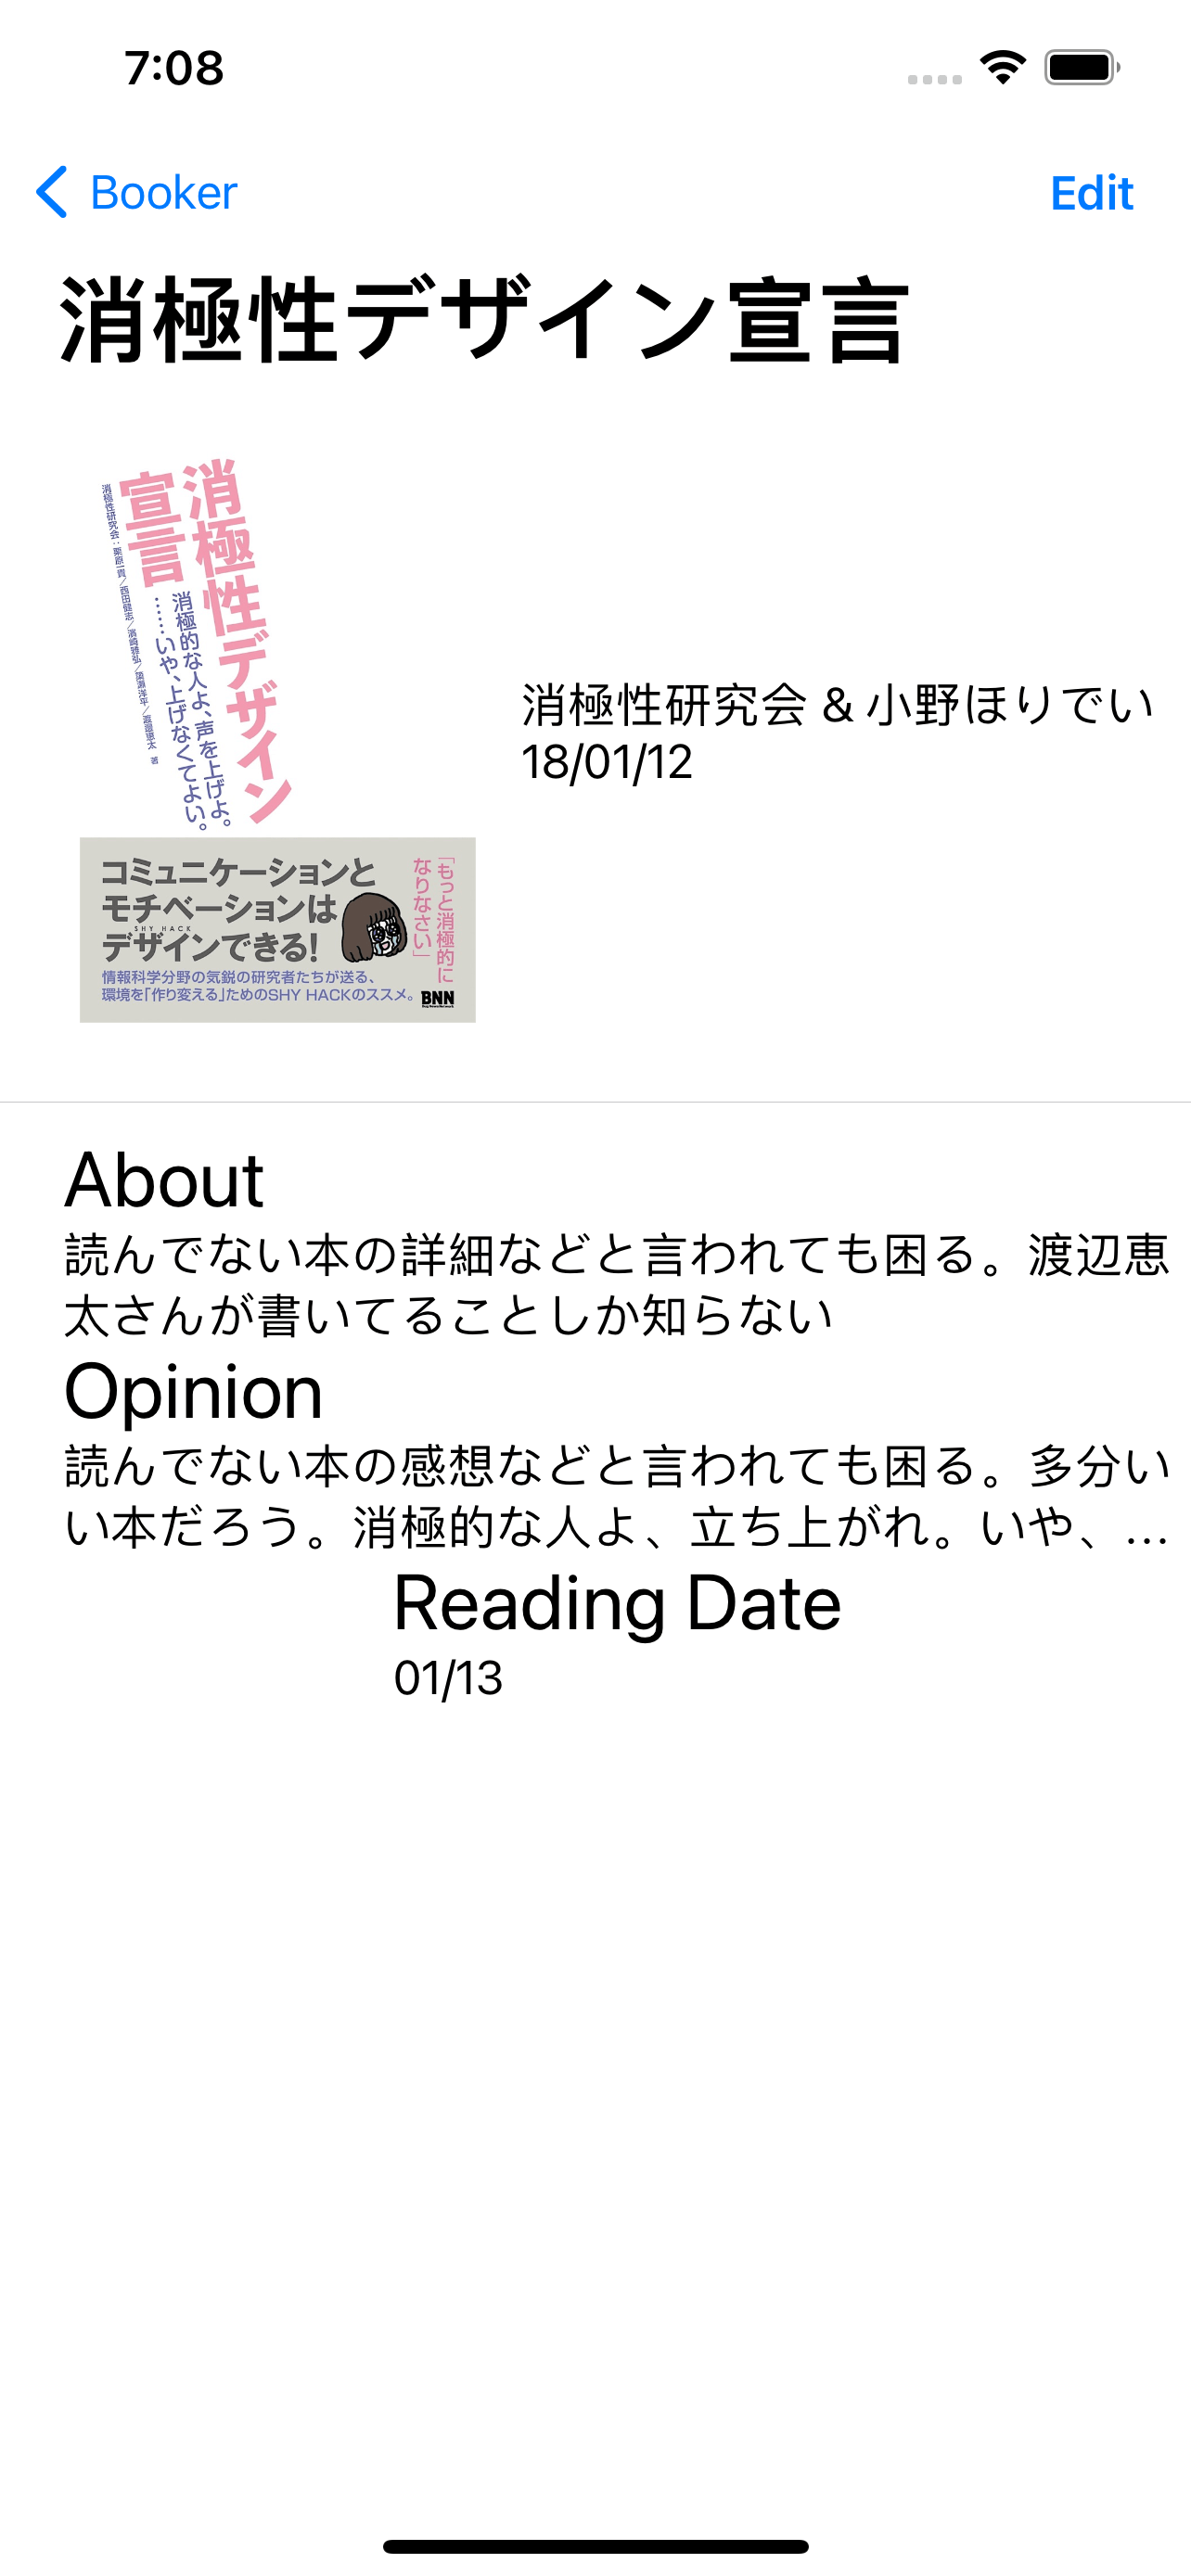 7:08
Booker
Edit
消極性デザイン宣言
消極性デザイン
宣言
消極的な人よ、声を上げよ。
……いや、上げなくてよい。
消極性研究会:栗原一貴/西田健志/濱崎雅弘/簗瀬洋平/渡邊恵太 著
消極性研究会 & 小野ほりでい
18/01/12
コミュニケーションと
モチベーションは
SHY HACK
デザインできる!
「もっと消極的に
なりなさい」
情報科学分野の気鋭の研究者たちが送る、
環境を「作り変える」ためのSHY HACKのススメ。
BNN
About
読んでない本の詳細などと言われても困る。渡辺恵
太さんが書いてることしか知らない
Opinion
読んでない本の感想などと言われても困る。多分い
い本だろう。消極的な人よ、立ち上がれ。いや、…
Reading Date
01/13